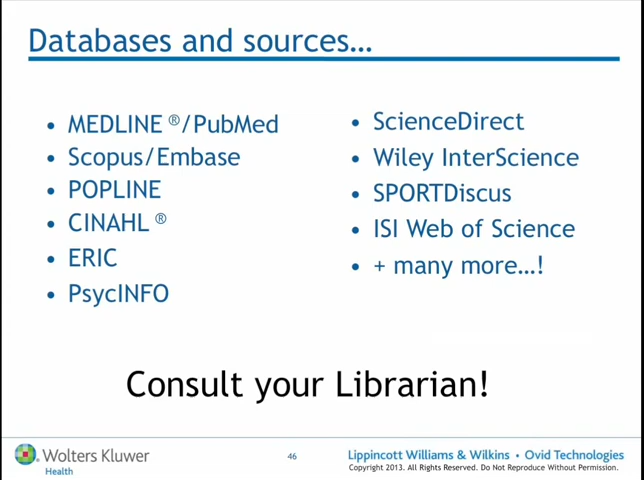 Databases and sources…
• MEDLINE ®/PubMed
• Scopus/Embase
• POPLINE
• CINAHL ®
• ERIC
• PsycINFO
• ScienceDirect
• Wiley InterScience
• SPORTDiscus
• ISI Web of Science
• + many more…!
Consult your Librarian!
Wolters Kluwer
Health
46
Lippincott Williams & Wilkins • Ovid Technologies
Copyright 2013. All Rights Reserved. Do Not Reproduce Without Permission.